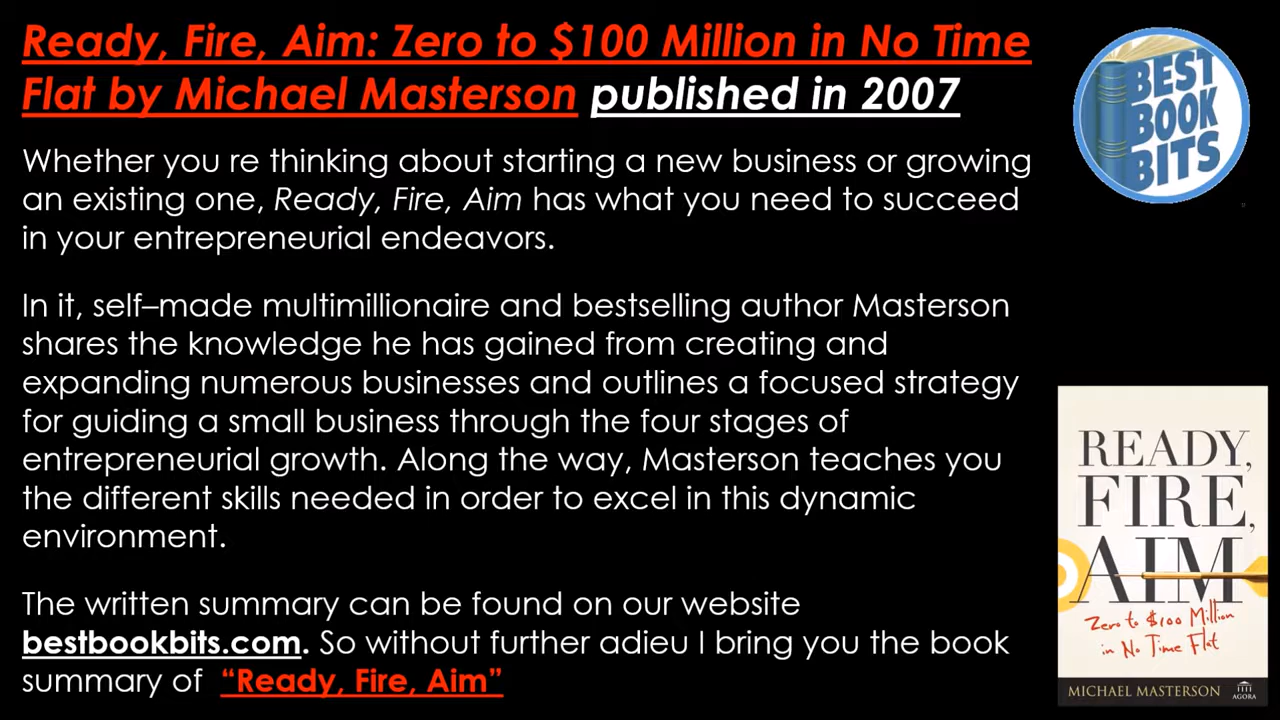 Ready, Fire, Aim: Zero to $100 Million in No Time
Flat by Michael Masterson published in 2007
Whether you re thinking about starting a new business or growing
an existing one, Ready, Fire, Aim has what you need to succeed
in your entrepreneurial endeavors.
In it, self–made multimillionaire and bestselling author Masterson
shares the knowledge he has gained from creating and
expanding numerous businesses and outlines a focused strategy
for guiding a small business through the four stages of
entrepreneurial growth. Along the way, Masterson teaches you
the different skills needed in order to excel in this dynamic
environment.
The written summary can be found on our website
bestbookbits.com. So without further adieu I bring you the book
summary of “Ready, Fire, Aim”
BEST
BOOK
BITS
READY,
FIRE,
AIM
Zero to $100 Million
in No Time Flat
MICHAEL MASTERSON
AGORA